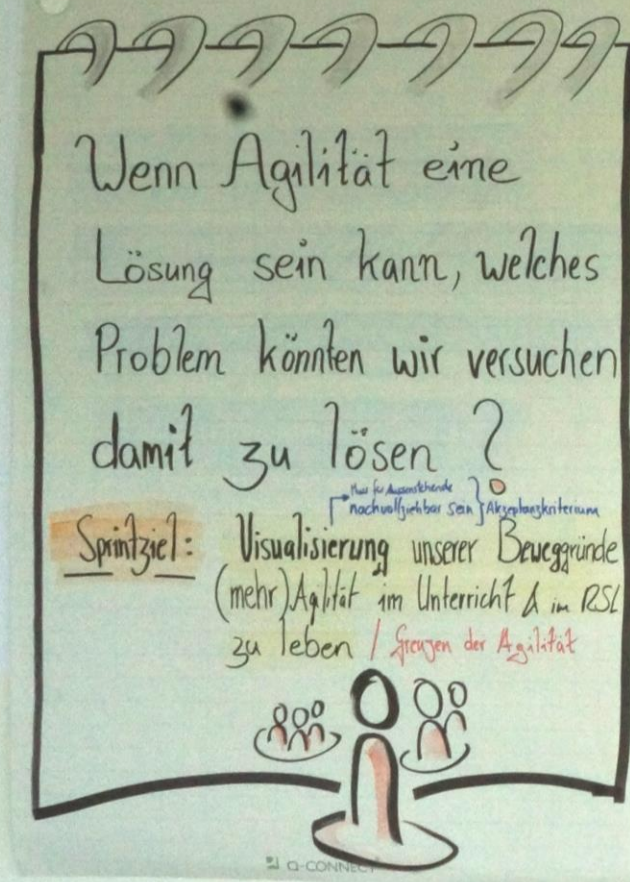 Wenn Agilität eine
Lösung sein kann, welches
Problem könnten wir versuchen
damit zu lösen?
Muss für Aussenstehende
nachvollziehbar sein } Akzeptanzkriterium
Sprintziel: Visualisierung unserer Beweggründe
(mehr) Agilität im Unterricht & im RSL
zu leben / Grenzen der Agilität
Q-CONNECT